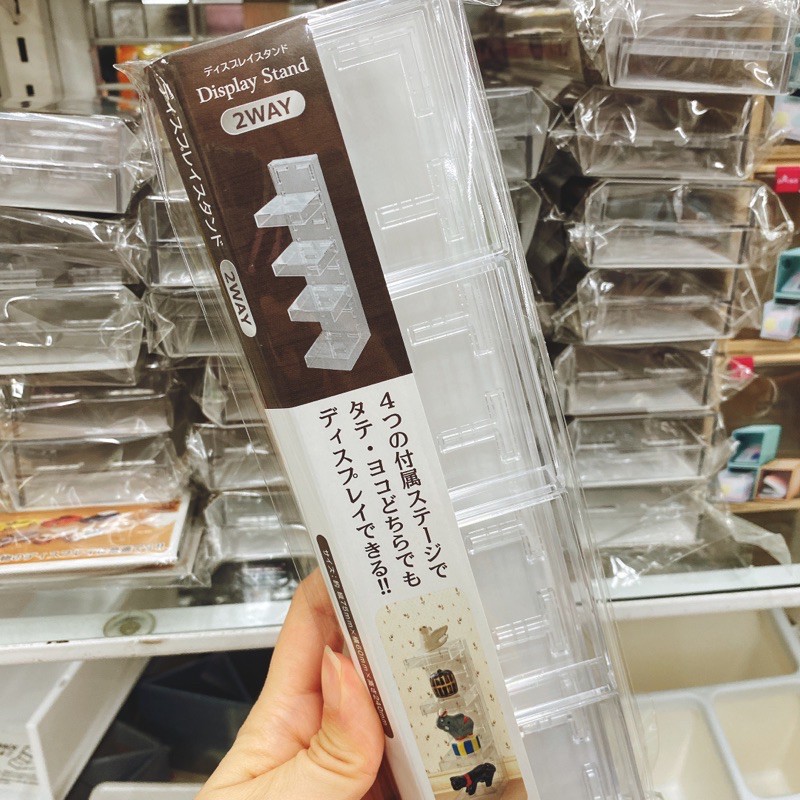 ディスプレイスタンド
Display Stand
2WAY
ディスプレイスタンド
2WAY
4つの付属ステージで
タテ・ヨコどちらでも
ディスプレイできる!!